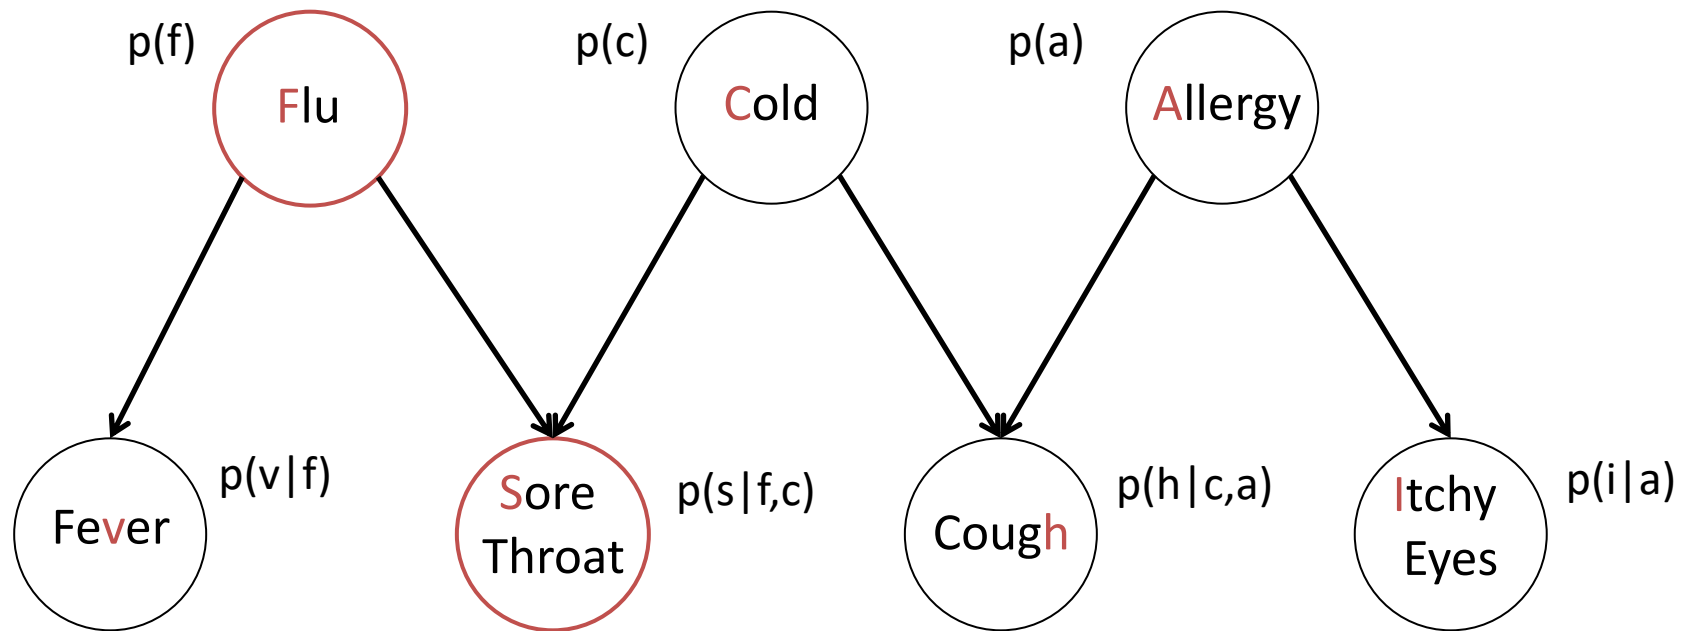 p(f)
Flu
p(c)
Cold
p(a)
Allergy
Fever
p(v|f)
Sore
Throat
p(s|f,c)
Cough
p(h|c,a)
Itchy
Eyes
p(i|a)